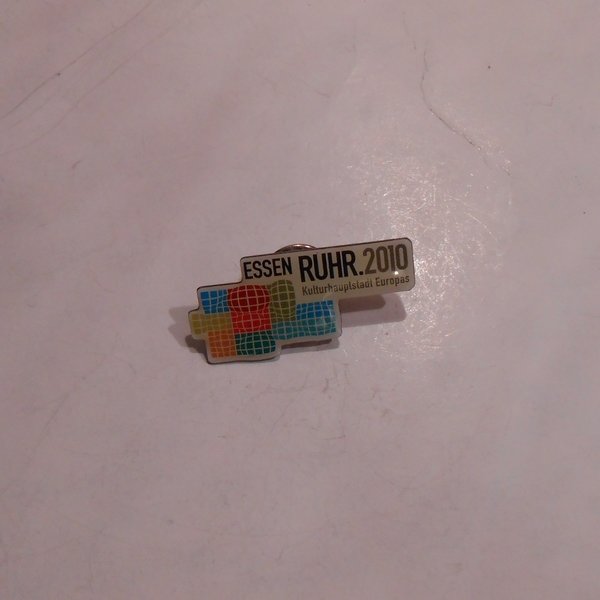 ESSEN RUHR.2010
Kulturhauptstadt Europas